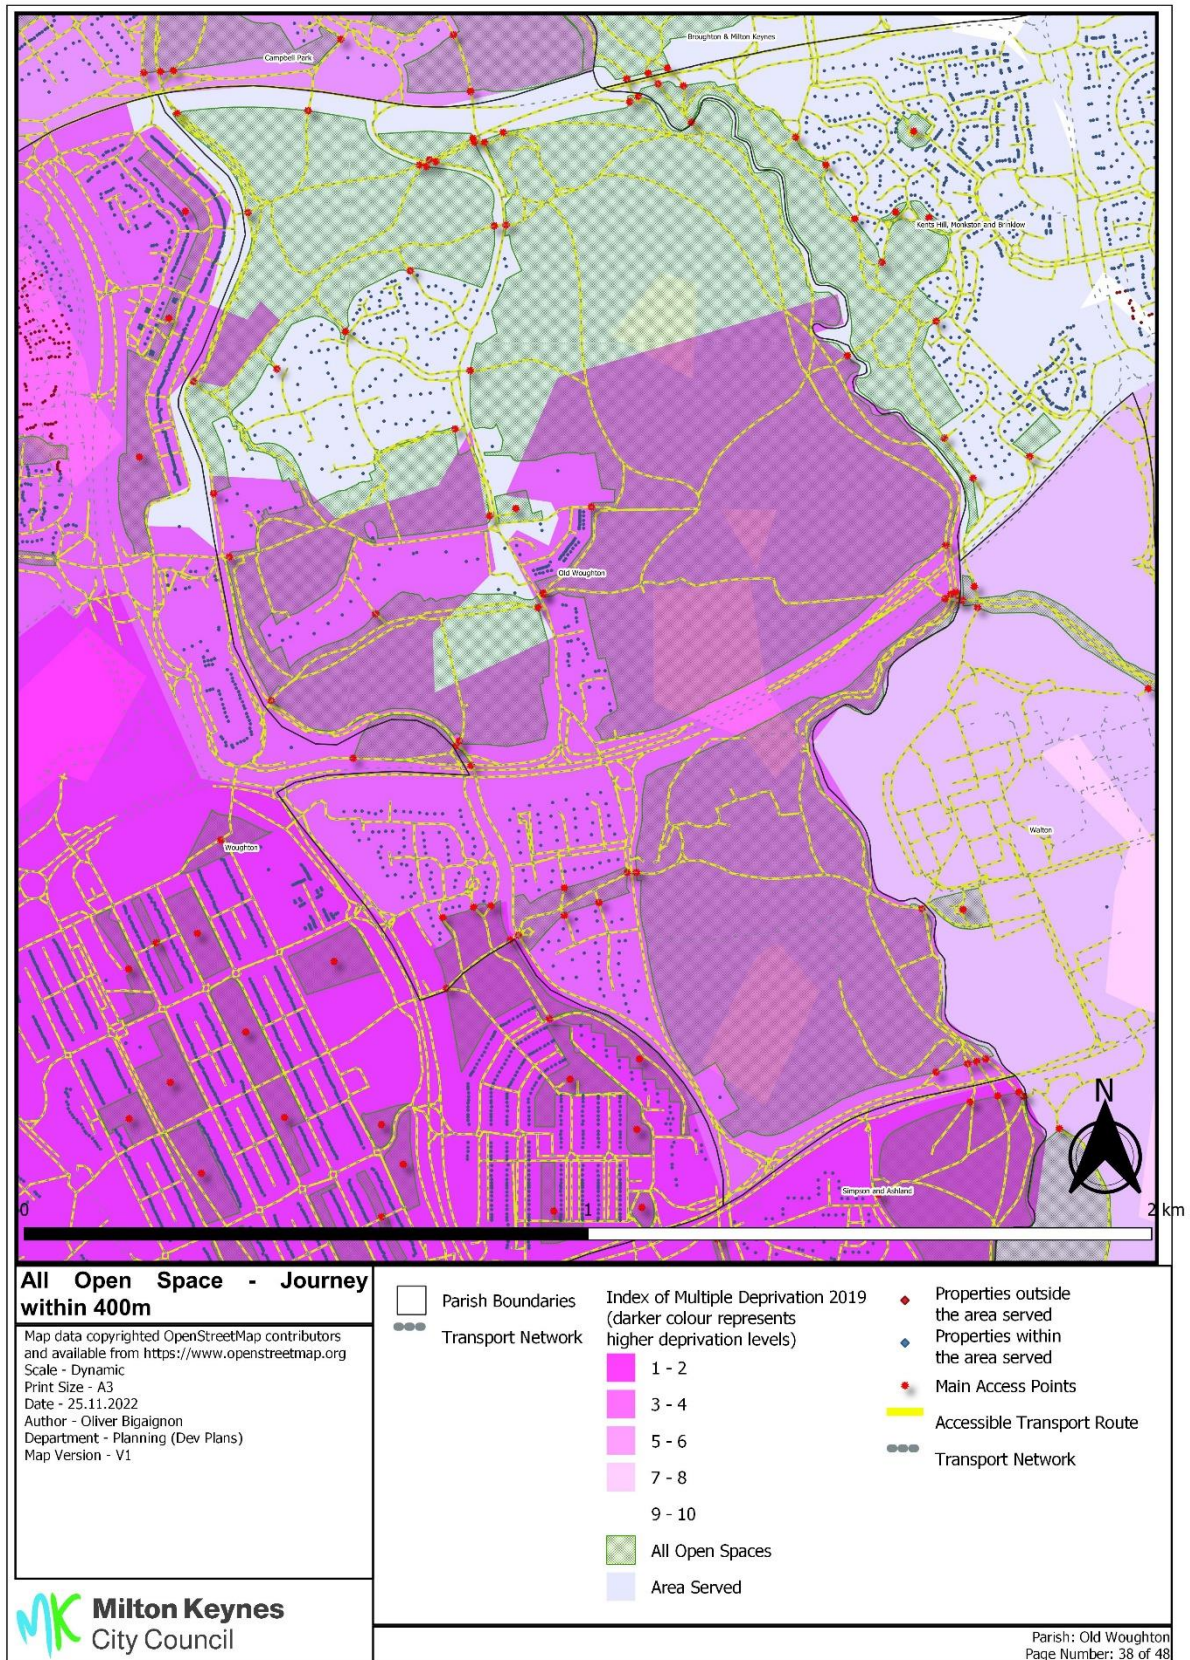 Campbell Park
Broughton & Milton Keynes
Kents Hill, Monkston and Brinklow
Old Woughton
Walton
Woughton
Simpson and Ashland
N
0
1
2 km
All Open Space - Journey
within 400m
Map data copyrighted OpenStreetMap contributors
and available from https://www.openstreetmap.org
Scale - Dynamic
Print Size - A3
Date - 25.11.2022
Author - Oliver Bigaignon
Department - Planning (Dev Plans)
Map Version - V1
MK Milton Keynes
City Council
Parish Boundaries
Transport Network
Index of Multiple Deprivation 2019
(darker colour represents
higher deprivation levels)
1 - 2
3 - 4
5 - 6
7 - 8
9 - 10
All Open Spaces
Area Served
Properties outside
the area served
Properties within
the area served
Main Access Points
Accessible Transport Route
Transport Network
Parish: Old Woughton
Page Number: 38 of 48